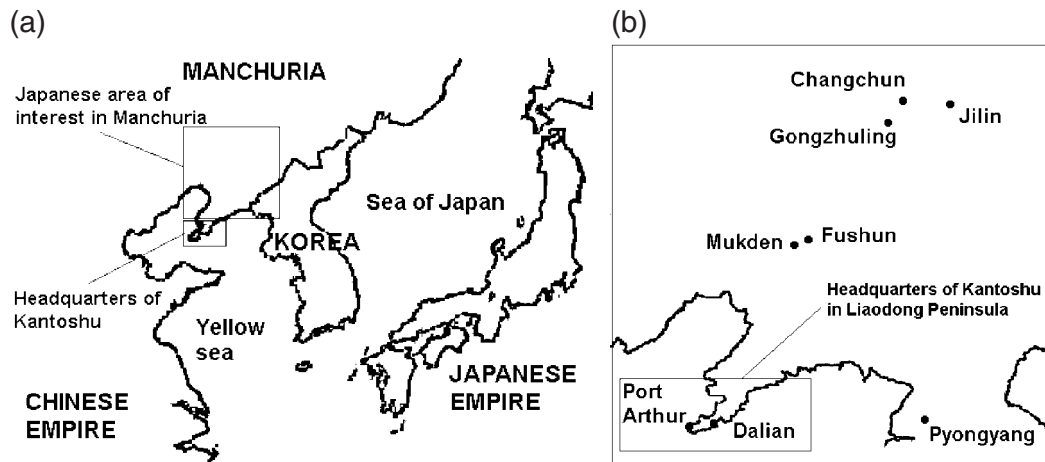 (a)
MANCHURIA
Japanese area of
interest in Manchuria
Sea of Japan
KOREA
Headquarters of
Kantoshu
Yellow
sea
JAPANESE
EMPIRE
CHINESE
EMPIRE
(b)
Changchun
Jilin
Gongzhuling
Mukden
Fushun
Headquarters of Kantoshu
in Liaodong Peninsula
Port
Arthur
Dalian
Pyongyang